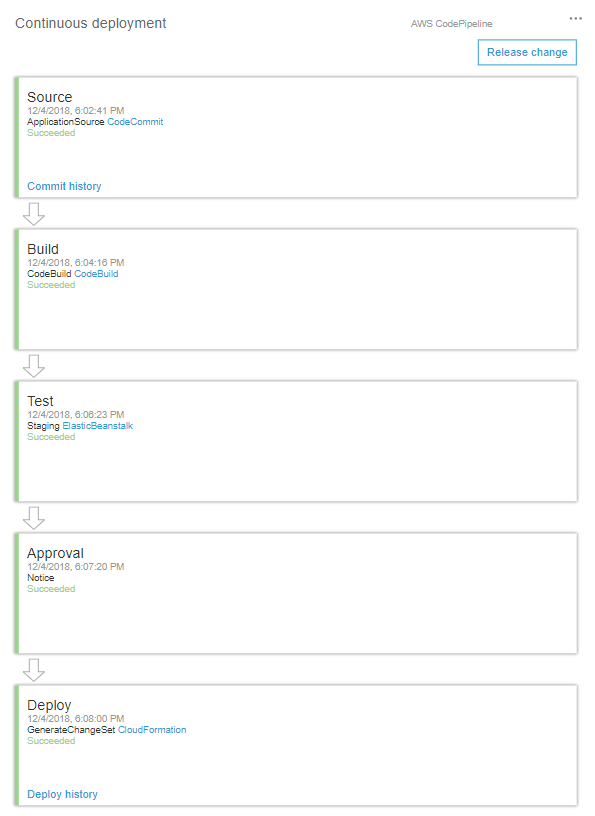 Continuous deployment
AWS CodePipeline
Release change
Source
12/4/2018, 6:02:41 PM
ApplicationSource CodeCommit
Succeeded
Commit history
Build
12/4/2018, 6:04:16 PM
CodeBuild CodeBuild
Succeeded
Test
12/4/2018, 6:06:23 PM
Staging ElasticBeanstalk
Succeeded
Approval
12/4/2018, 6:07:20 PM
Notice
Succeeded
Deploy
12/4/2018, 6:08:00 PM
GenerateChangeSet CloudFormation
Succeeded
Deploy history